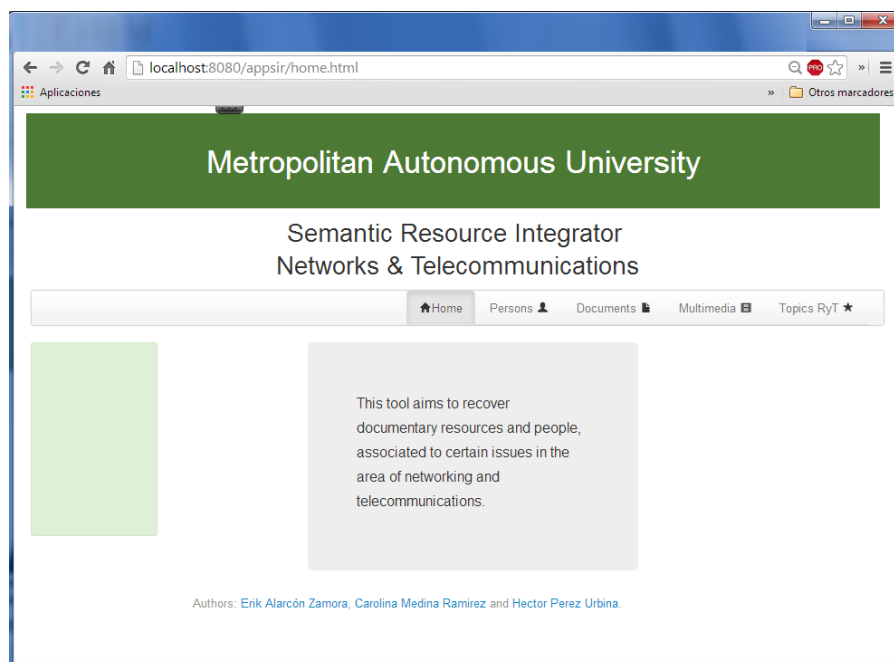 localhost:8080/appsir/home.html
PRO
»
Aplicaciones
» Otros marcadores
Metropolitan Autonomous University
Semantic Resource Integrator
Networks & Telecommunications
Home Persons Documents Multimedia Topics RyT
This tool aims to recover
documentary resources and people,
associated to certain issues in the
area of networking and
telecommunications.
Authors: Erik Alarcón Zamora, Carolina Medina Ramirez and Hector Perez Urbina.